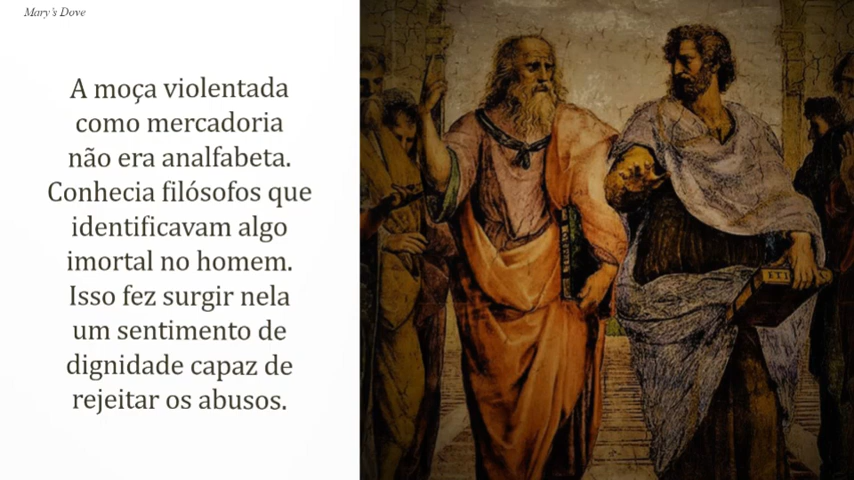 Mary's Dove
A moça violentada
como mercadoria
não era analfabeta.
Conhecia filósofos que
identificavam algo
imortal no homem.
Isso fez surgir nela
um sentimento de
dignidade capaz de
rejeitar os abusos.